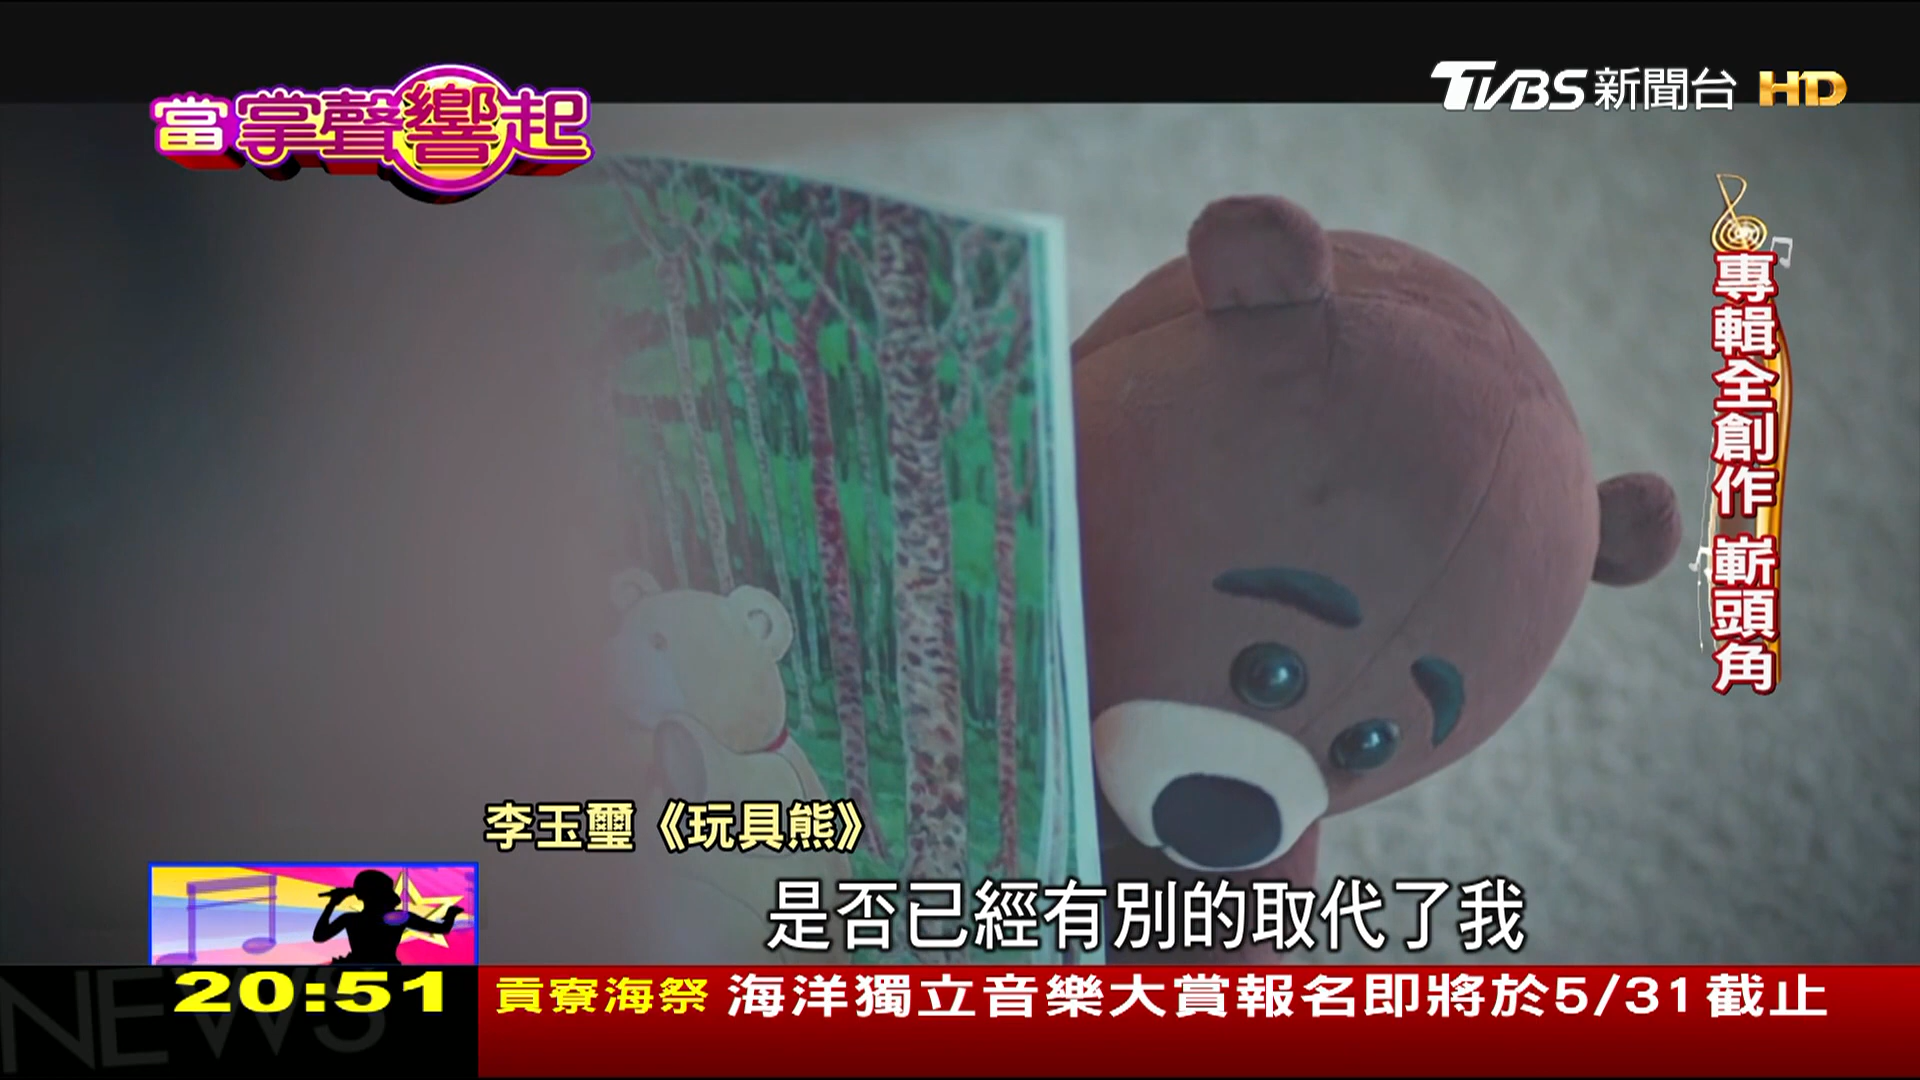 當掌聲響起
TVBS新聞台 HD
專輯全創作 嶄頭角
李玉璽《玩具熊》
是否已經有別的取代了我
NEWS
20:51
貢寮海祭 海洋獨立音樂大賞報名即將於5/31截止